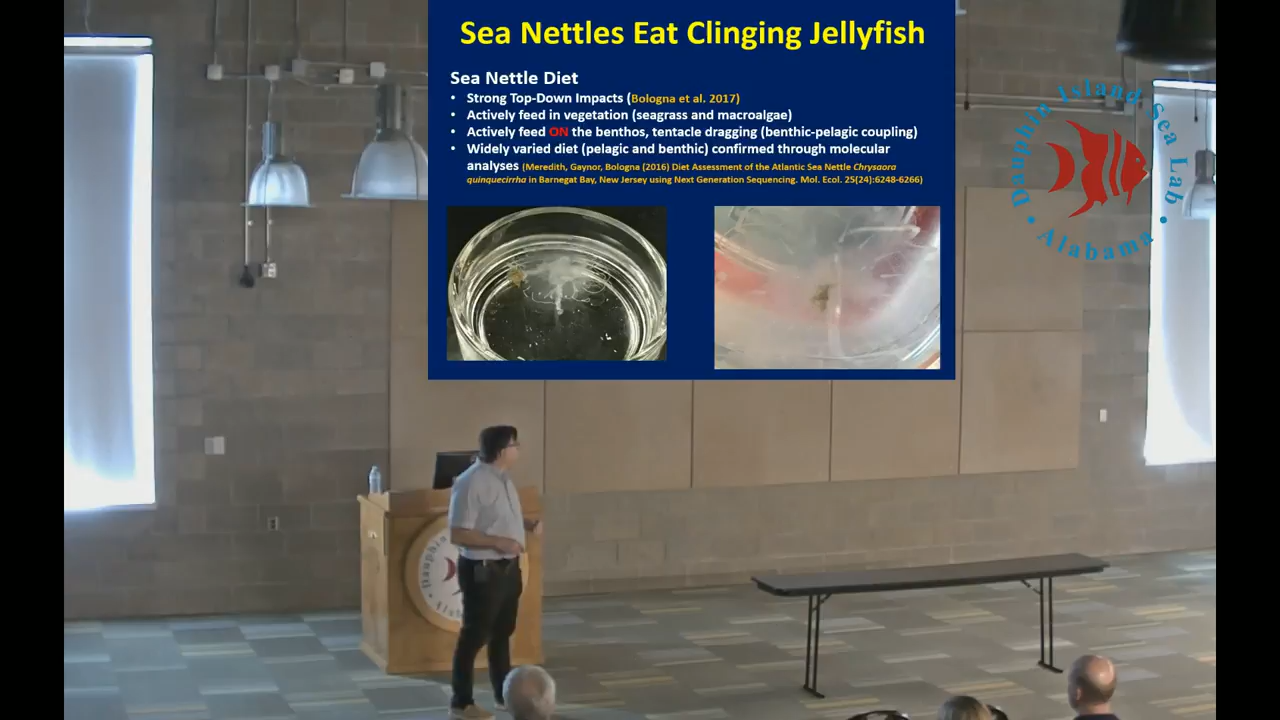 Sea Nettles Eat Clinging Jellyfish
Sea Nettle Diet
• Strong Top-Down Impacts (Bologna et al. 2017)
• Actively feed in vegetation (seagrass and macroalgae)
• Actively feed ON the benthos, tentacle dragging (benthic-pelagic coupling)
• Widely varied diet (pelagic and benthic) confirmed through molecular
analyses (Meredith, Gaynor, Bologna (2016) Diet Assessment of the Atlantic Sea Nettle Chrysaora
quinquecirrha in Barnegat Bay, New Jersey using Next Generation Sequencing. Mol. Ecol. 25(24):6248-6266)
Dauphin Island Sea Lab
• Alabama •
Dauphin
Alabama